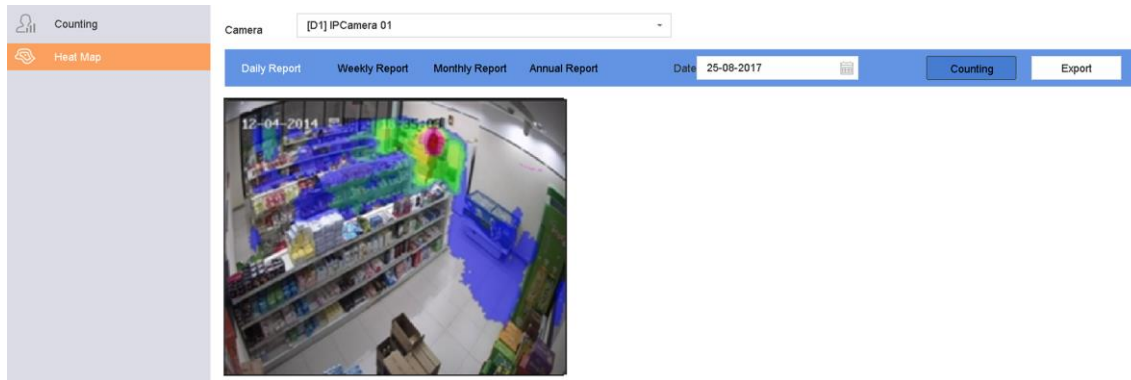 Counting
Heat Map
Camera
[D1] IPCamera 01
Daily Report
Weekly Report
Monthly Report
Annual Report
Date
25-08-2017
Counting
Export
12-04-2014